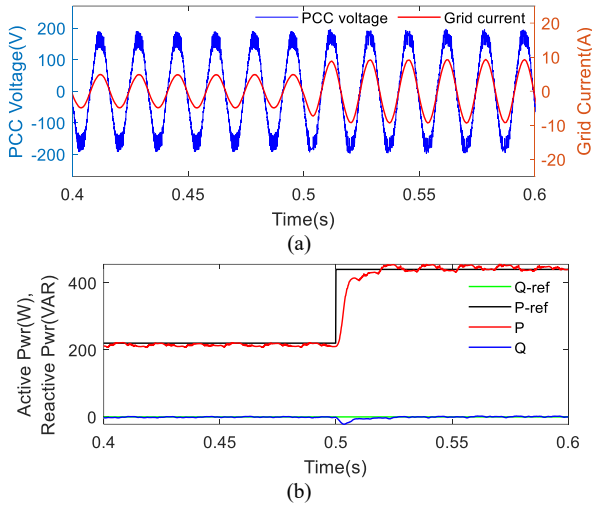 PCC voltage Grid current
200
100
0
-100
-200
20
10
0
-10
-20
PCC Voltage(V)
Grid Current(A)
0.4 0.45 0.5 0.55 0.6
Time(s)
(a)
400
200
0
Active Pwr(W),
Reactive Pwr(VAR)
Q-ref
P-ref
P
Q
0.4 0.45 0.5 0.55 0.6
Time(s)
(b)